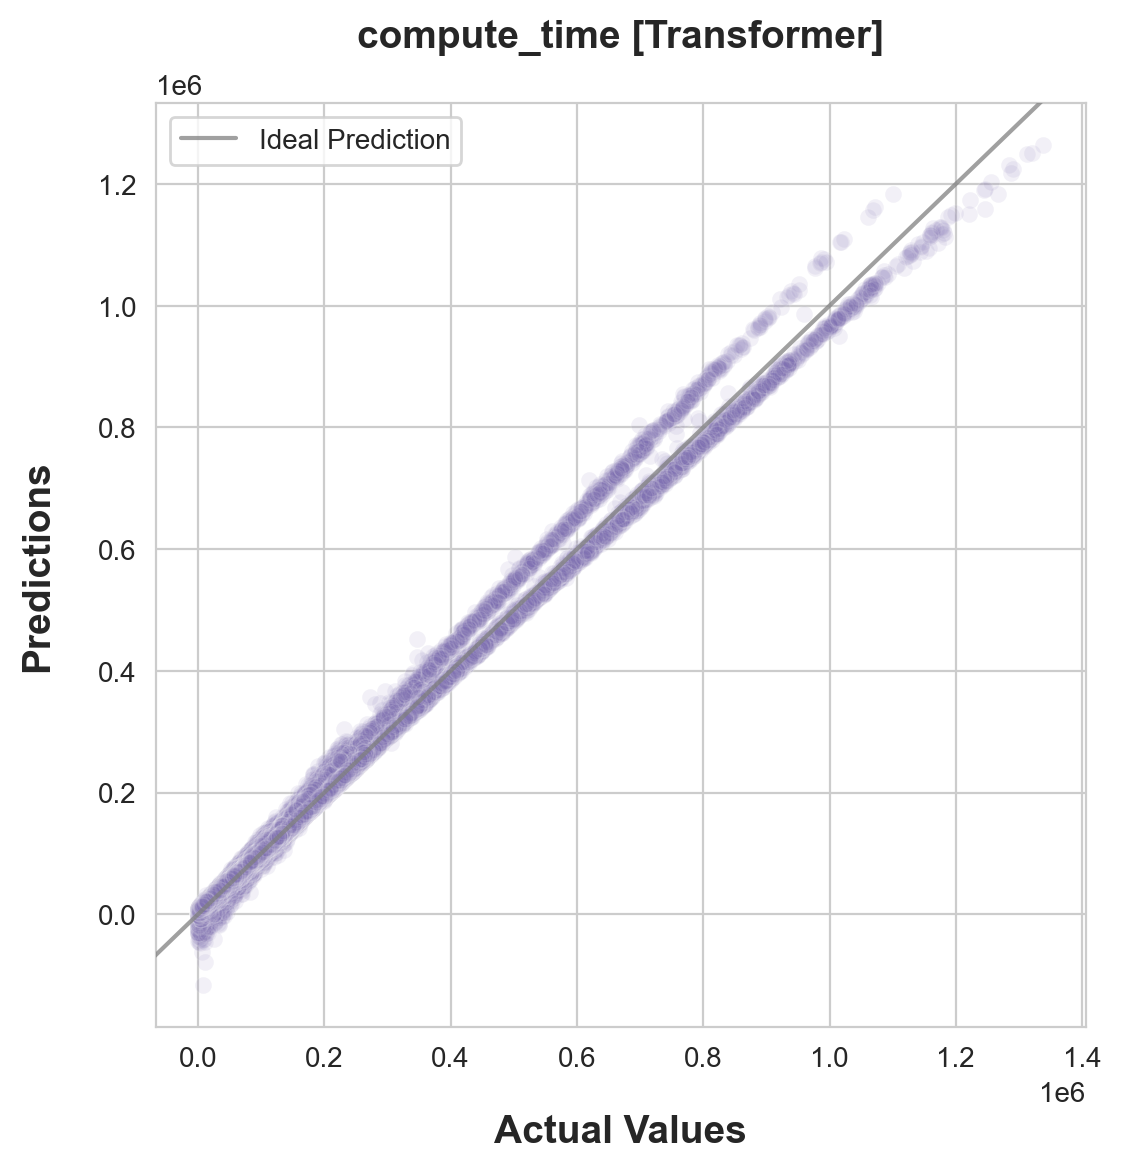 compute_time [Transformer]
1e6
Ideal Prediction
1.2
1.0
0.8
0.6
0.4
0.2
0.0
Predictions
0.0 0.2 0.4 0.6 0.8 1.0 1.2 1.4
1e6
Actual Values